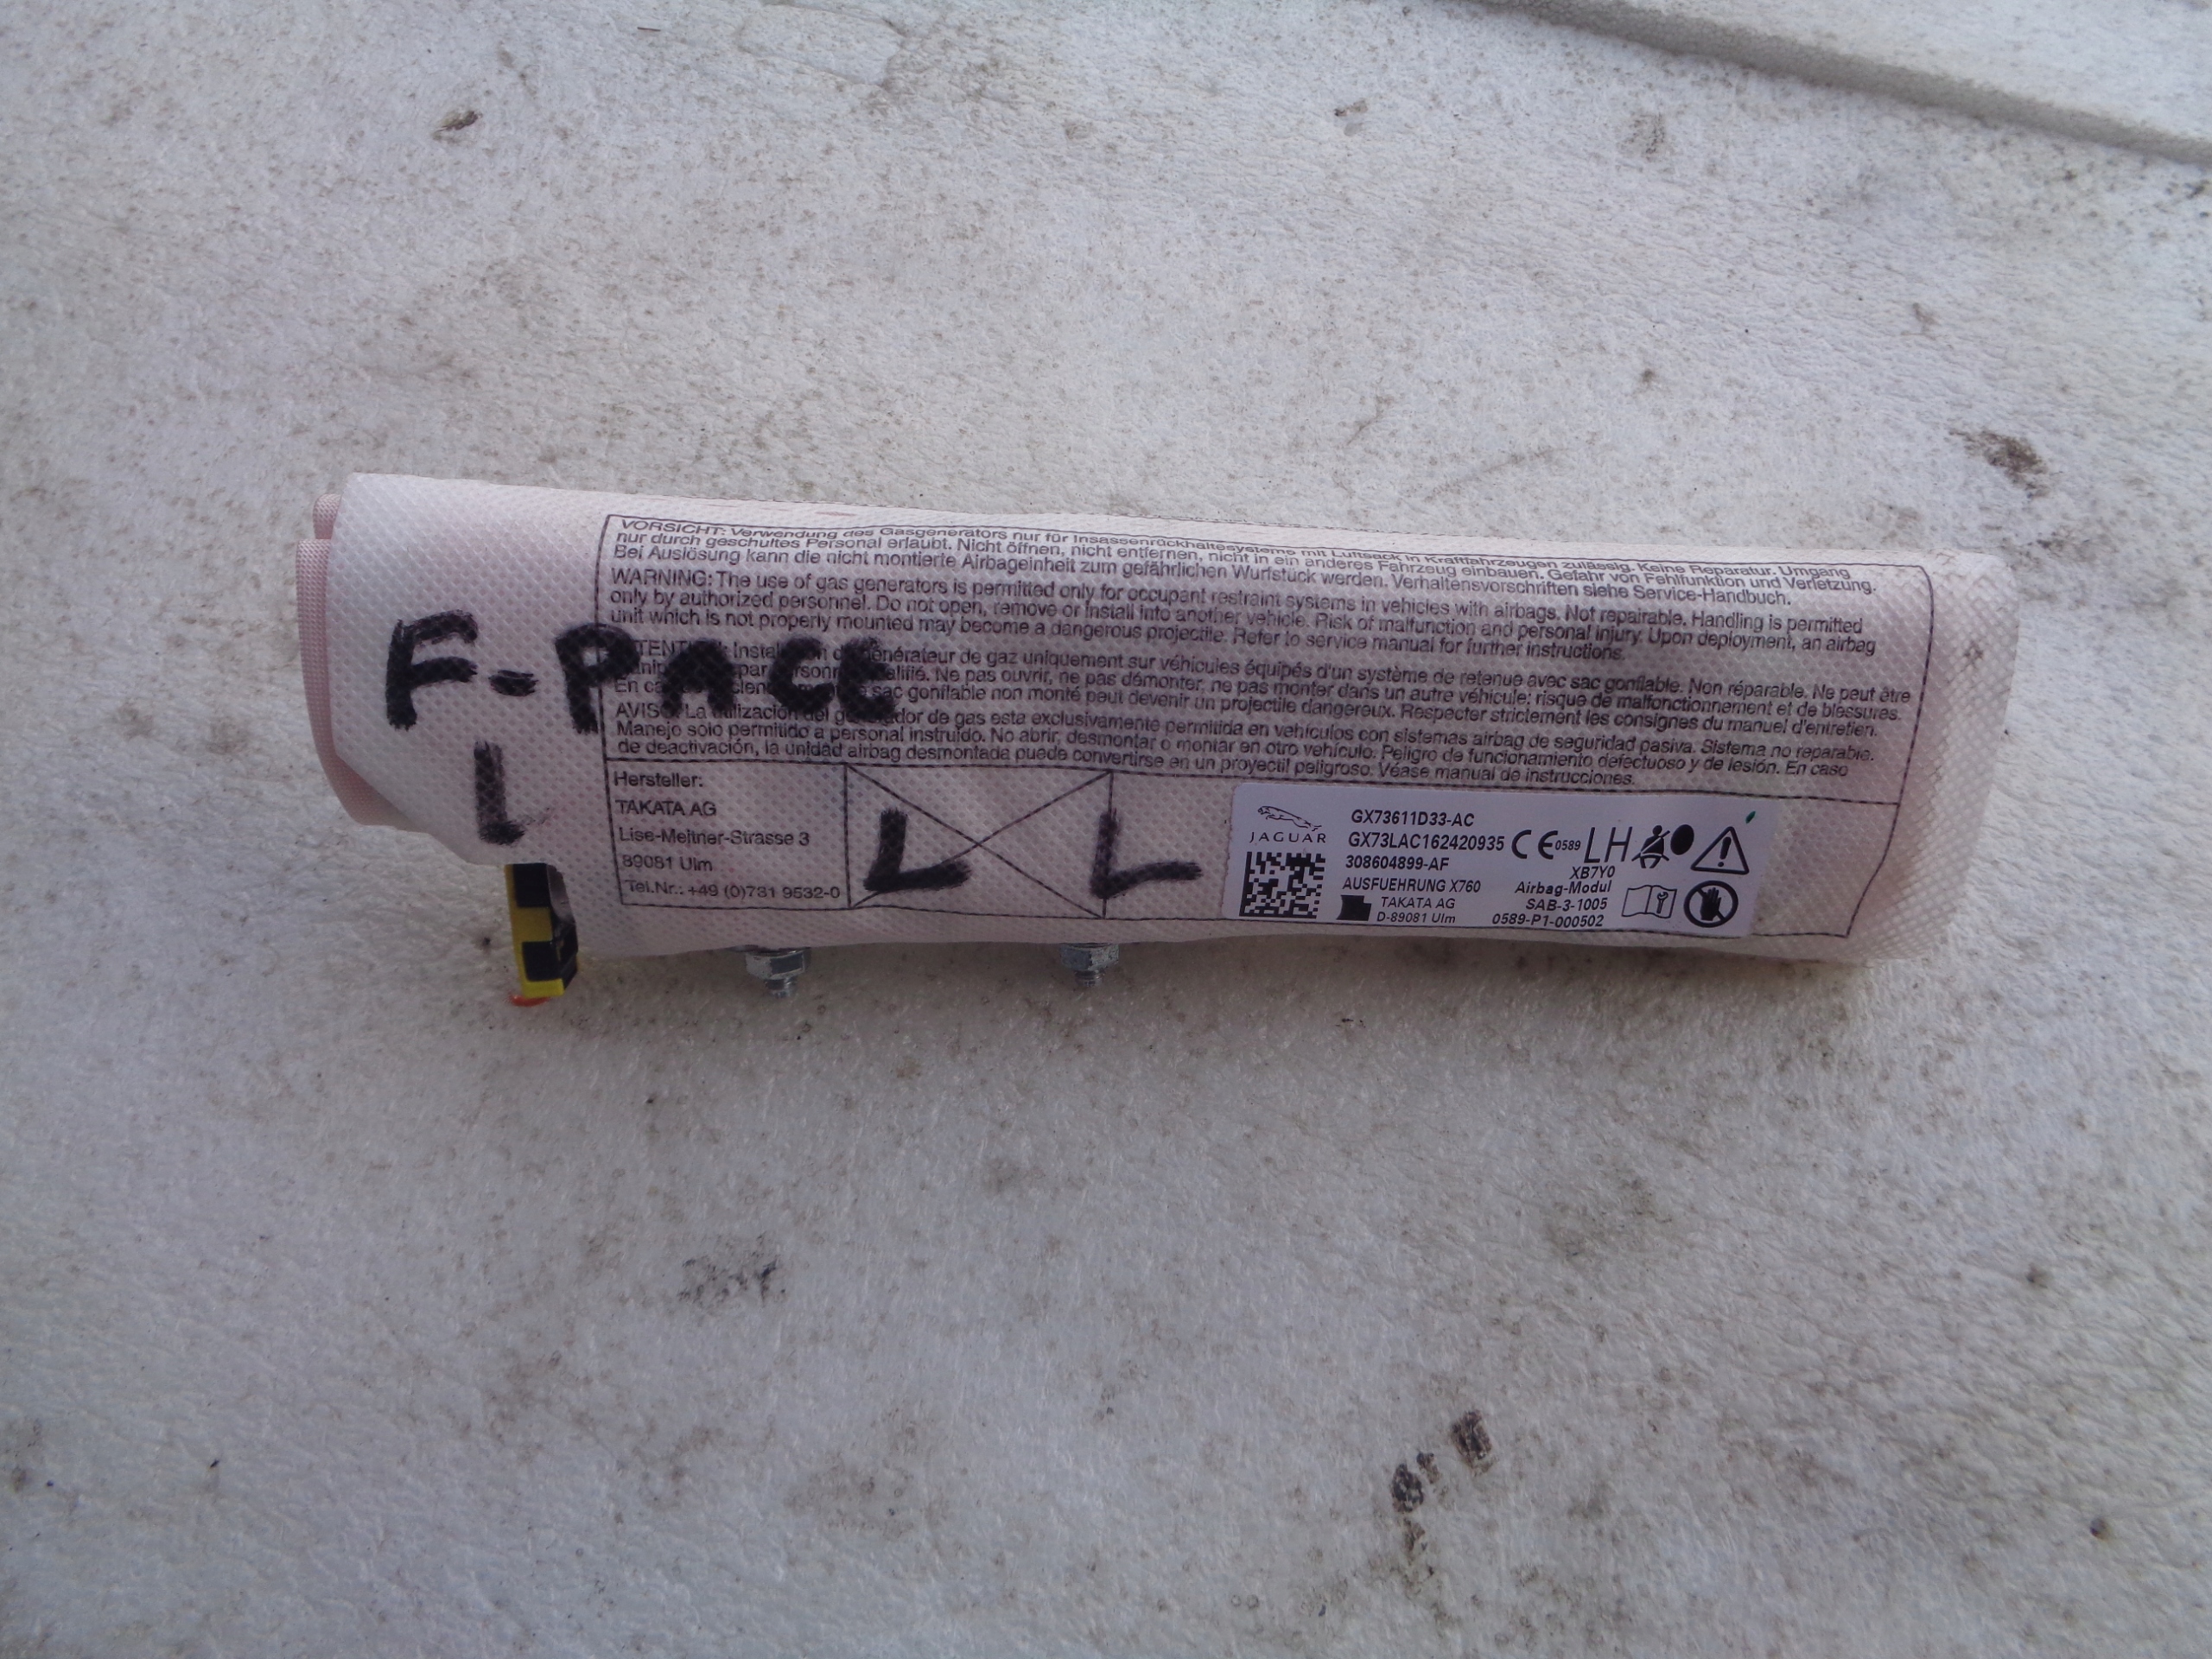 VORSICHT: Verwendung des Gasgenerators nur für Insassenrückhaltesysteme mit Luftsack in Kraftfahrzeugen zulässig. Keine Reparatur. Umgang
nur durch geschultes Personal erlaubt. Nicht öffnen, nicht entfernen, nicht in ein anderes Fahrzeug einbauen. Gefahr von Fehlfunktion und Verletzung.
Bei Auslösung kann die nicht montierte Airbageinheit zum gefährlichen Wurfstück werden. Verhaltensvorschriften siehe Service-Handbuch.
WARNING: The use of gas generators is permitted only for occupant restraint systems in vehicles with airbags. Not repairable. Handling is permitted
only by authorized personnel. Do not open, remove or install into another vehicle. Risk of malfunction and personal injury. Upon deployment, an airbag
unit which is not properly mounted may become a dangerous projectile. Refer to service manual for further instructions.
générateur de gaz uniquement sur véhicules équipés d'un système de retenue avec sac gonflable. Non réparable. Ne peut être
par qualifié. Ne pas ouvrir, ne pas démonter, ne pas monter dans un autre véhicule: risque de malfonctionnement et de blessures.
En sac gonflable non monté peut devenir un projectile dangereux. Respecter strictement les consignes du manuel d'entretien.
AVISO: La utilización del generador de gas esta exclusivamente permitida en vehículos con sistemas airbag de seguridad pasiva. Sistema no reparable.
Manejo sólo permitido a personal instruido. No abrir, desmontar o montar en otro vehículo. Peligro de funcionamiento defectuoso y de lesión. En caso
de deactivación, la unidad airbag desmontada puede convertirse en un proyectil peligroso. Véase manual de instrucciones.
F-PACE
L
Hersteller:
TAKATA AG
Lise-Meitner-Strasse 3
89081 Ulm
Tel.Nr.: +49 (0)731 9532-0
L L
JAGUAR
GX73611D33-AC
GX73LAC162420935
308604899-AF
AUSFUEHRUNG X760
TAKATA AG
D-89081 Ulm
CE 0589 LH
XB7Y0
Airbag-Modul
SAB-3-1005
0589-P1-000502